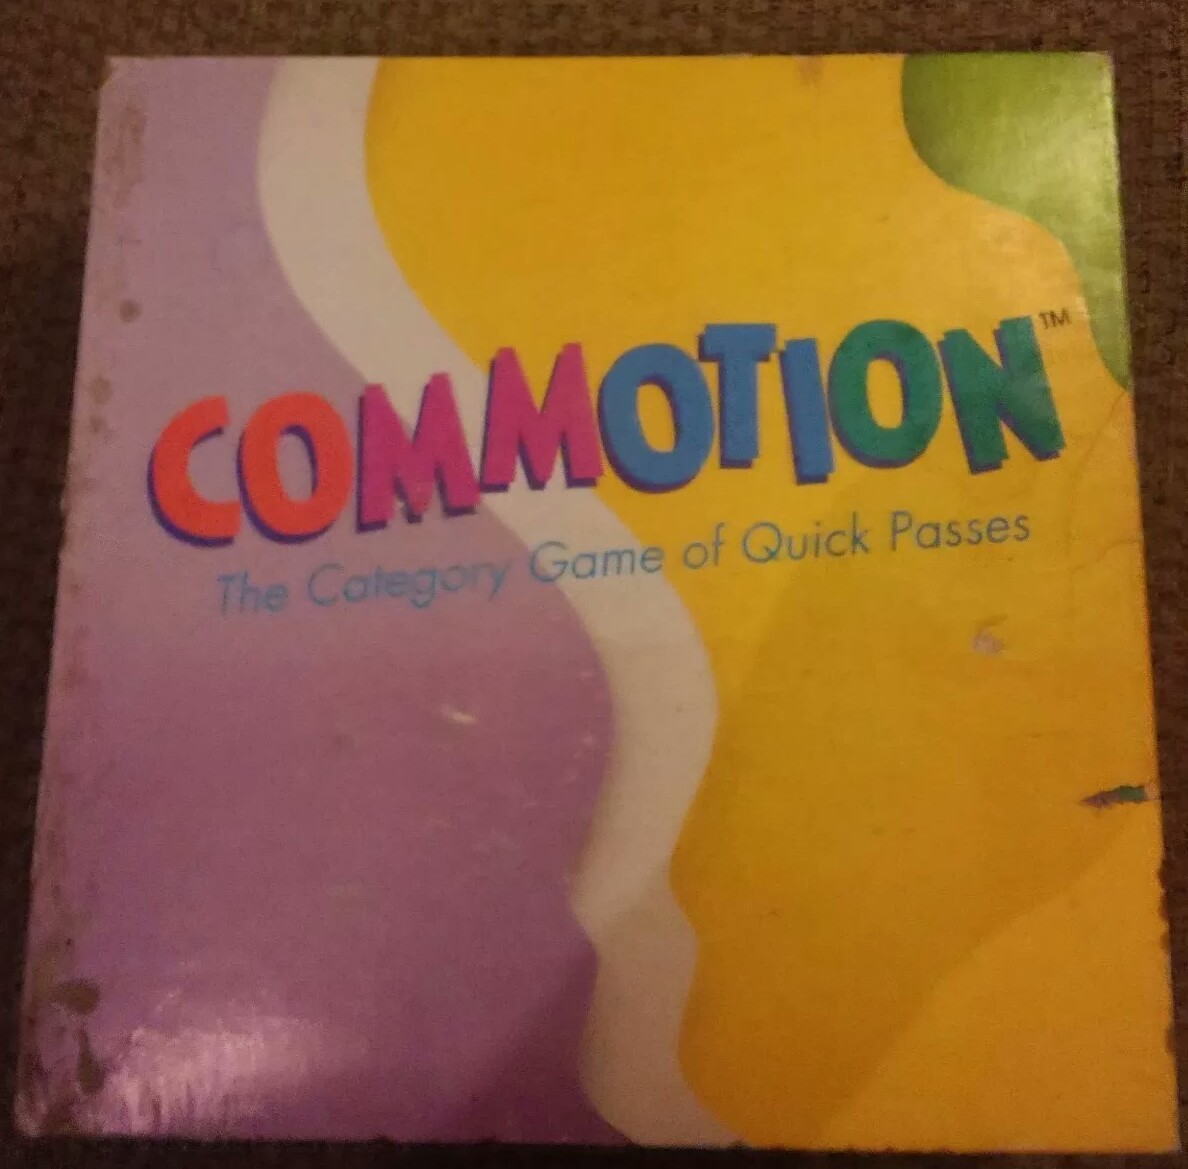 COMMOTION™
The Category Game of Quick Passes